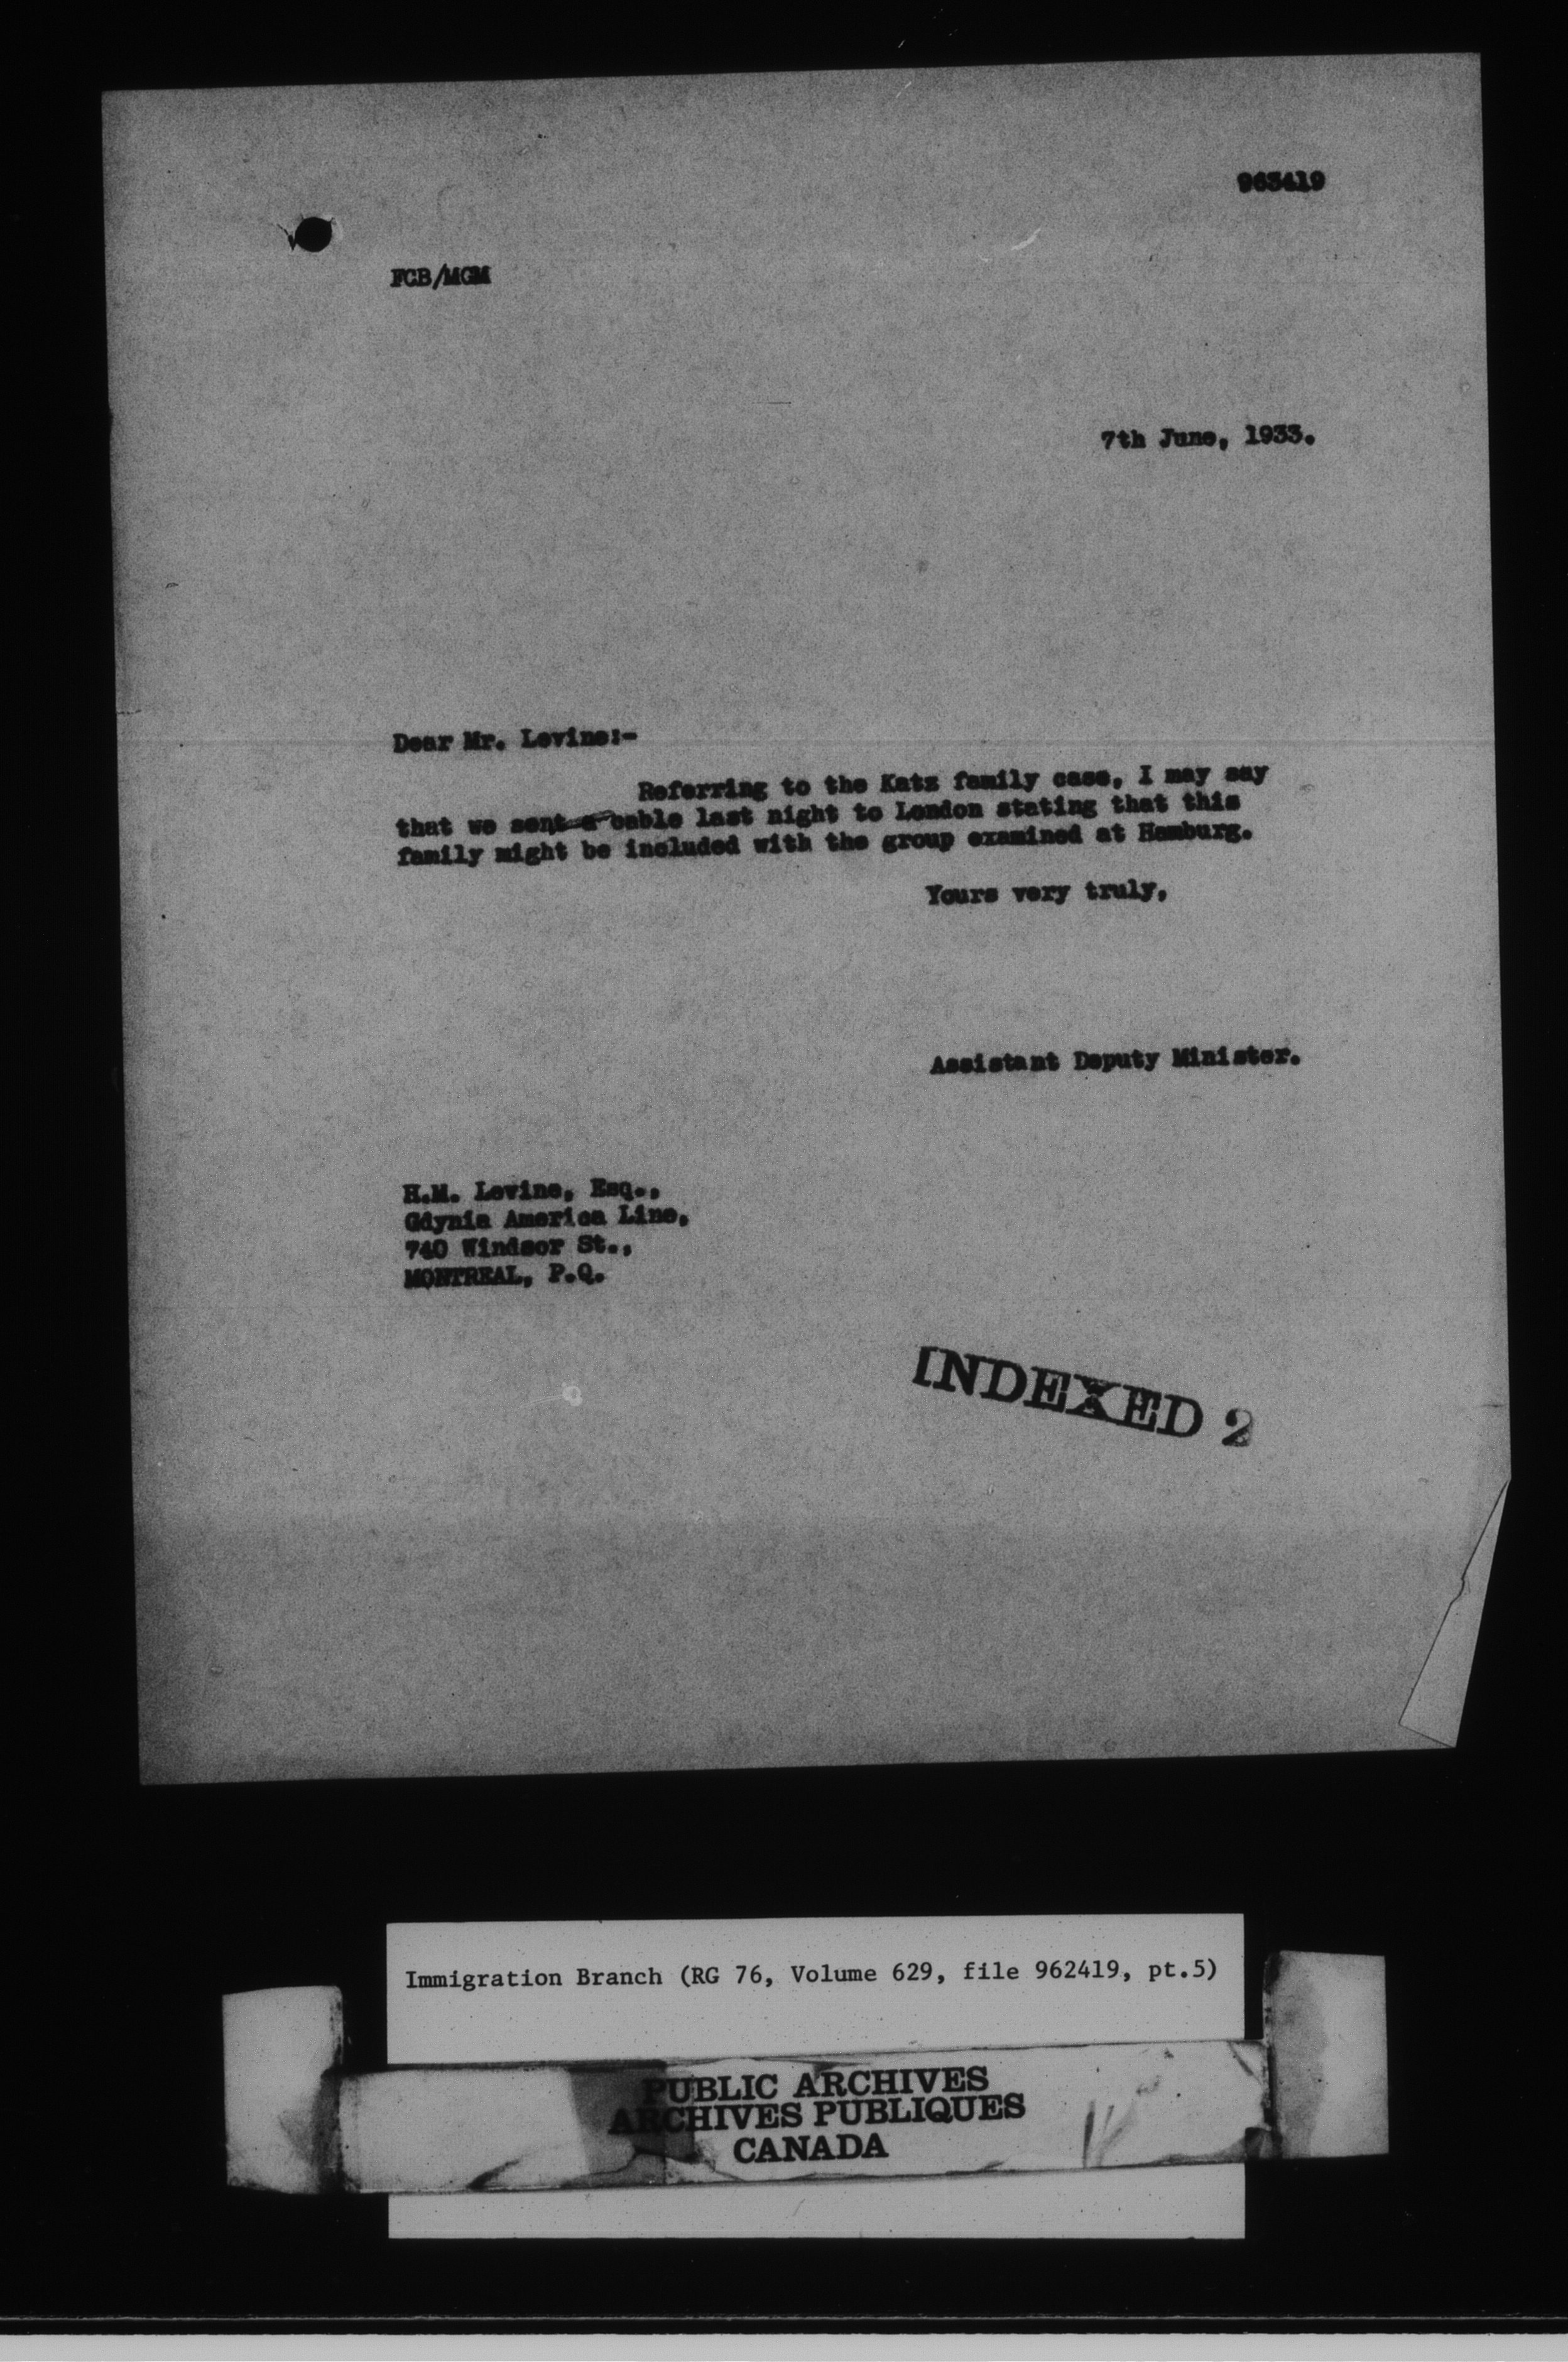 963419
FCB/MGM
7th June, 1933.
Dear Mr. Levine:-
Referring to the Katz family case, I may say
that we sent a cable last night to London stating that this
family might be included with the group examined at Hamburg.
Yours very truly,
Assistant Deputy Minister.
H.M. Levine, Esq.,
Gdynia America Line,
740 Windsor St.,
MONTREAL, P.Q.
INDEXED 2
Immigration Branch (RG 76, Volume 629, file 962419, pt.5)
PUBLIC ARCHIVES
ARCHIVES PUBLIQUES
CANADA